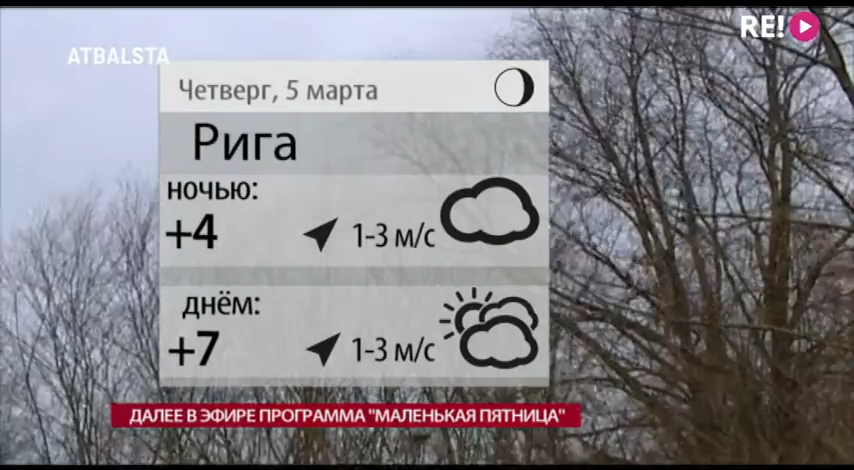 RE!
ATBALSTA
Четверг, 5 марта
Рига
ночью:
+4 1-3 м/с
днём:
+7 1-3 м/с
ДАЛЕЕ В ЭФИРЕ ПРОГРАММА "МАЛЕНЬКАЯ ПЯТНИЦА"